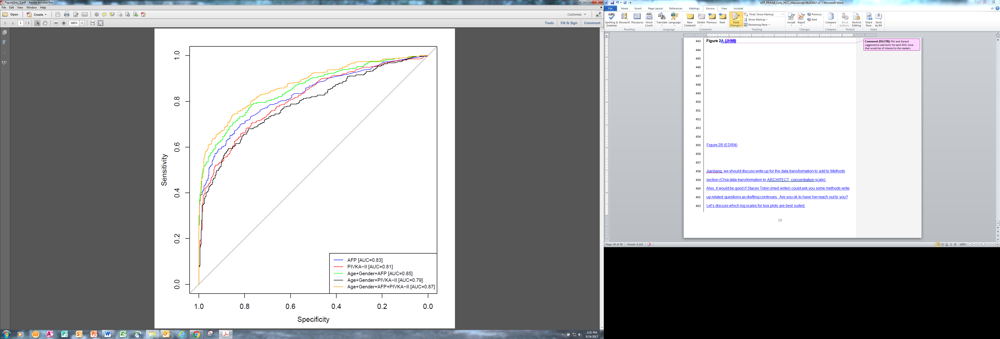 Figure2roc_2.pdf - Adobe Acrobat Pro
File Edit View Window Help
Open Create Customize
1 / 1 166% Tools Fill & Sign Comment
1.0
0.8
0.6
0.4
0.2
0.0
Sensitivity
AFP [AUC=0.83]
PIVKA−II [AUC=0.81]
Age+Gender+AFP [AUC=0.85]
Age+Gender+PIVKA−II [AUC=0.79]
Age+Gender+AFP+PIVKA−II [AUC=0.87]
1.0 0.8 0.6 0.4 0.2 0.0
Specificity
3:31 PM
8/24/2017
AFP_PIVKAII_Early_HCC_Manuscript 08242017 v2 - Microsoft Word
File Home Insert Page Layout References Mailings Review View Acrobat
Spelling & Grammar Research Thesaurus Word Count
Translate Language
New Comment Delete Previous Next
Track Changes
Final: Show Markup
Show Markup
Reviewing Pane
Accept Reject
Previous
Next
Compare
Block Authors Restrict Editing
Share Now Send by IM
Proofing Language Comments Tracking Changes Compare Protect Share
443 Figure 2A (JHMI)
Comment [DGJ78]: Phil and Gerard
suggested to add AUCs for each ROC since
that would be of interest to the readers.
444
445
446
447
448
449
450
451
452
453
454
455 Figure 2B (EDRN)
456
457
458 Jianliang, we should discuss write up for the data transformation to add to Methods
459 section (Chia data transformation to ARCHITECT concentration scale).
460 Also, it would be good if Stacey Tobin (med writer) could ask you some methods write
461 up related questions as drafting continues. Are you ok to have her reach out to you?
462 Let's discuss which log scales for box plots are best suited.
29
Page: 29 of 29 Words: 4,110 100%